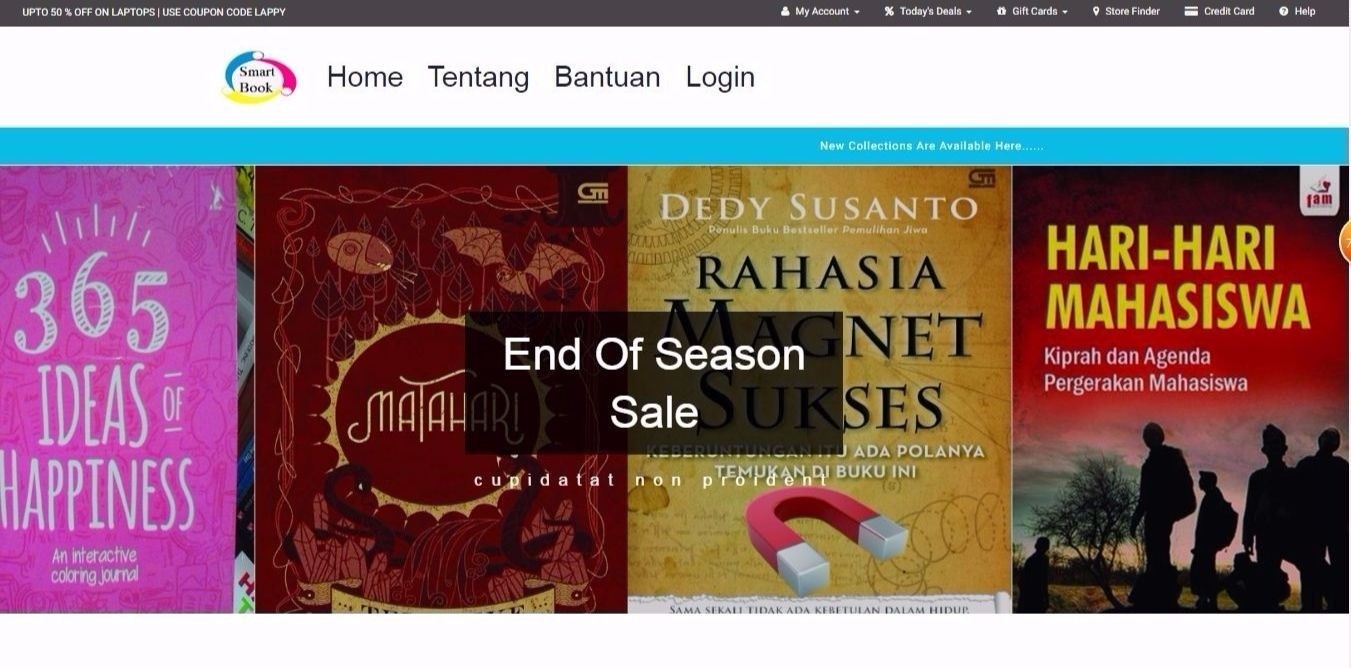 UPTO 50 % OFF ON LAPTOPS | USE COUPON CODE LAPPY
My Account
Today's Deals
Gift Cards
Store Finder
Credit Card
Help
Smart
Book
Home
Tentang
Bantuan
Login
New Collections Are Available Here......
365
IDEAS OF
HAPPINESS
An interactive
coloring journal
GM
MATAHARI
GM
DEDY SUSANTO
Penulis Buku Bestseller Pemulihan Jiwa
RAHASIA
MAGNET
SUKSES
KEBERUNTUNGAN ITU ADA POLANYA
TEMUKAN DI BUKU INI
SAMA SEKALI TIDAK ADA KEBETULAN DALAM HIDUP.
End Of Season
Sale
cupidatat non proident
fam
HARI-HARI
MAHASISWA
Kiprah dan Agenda
Pergerakan Mahasiswa